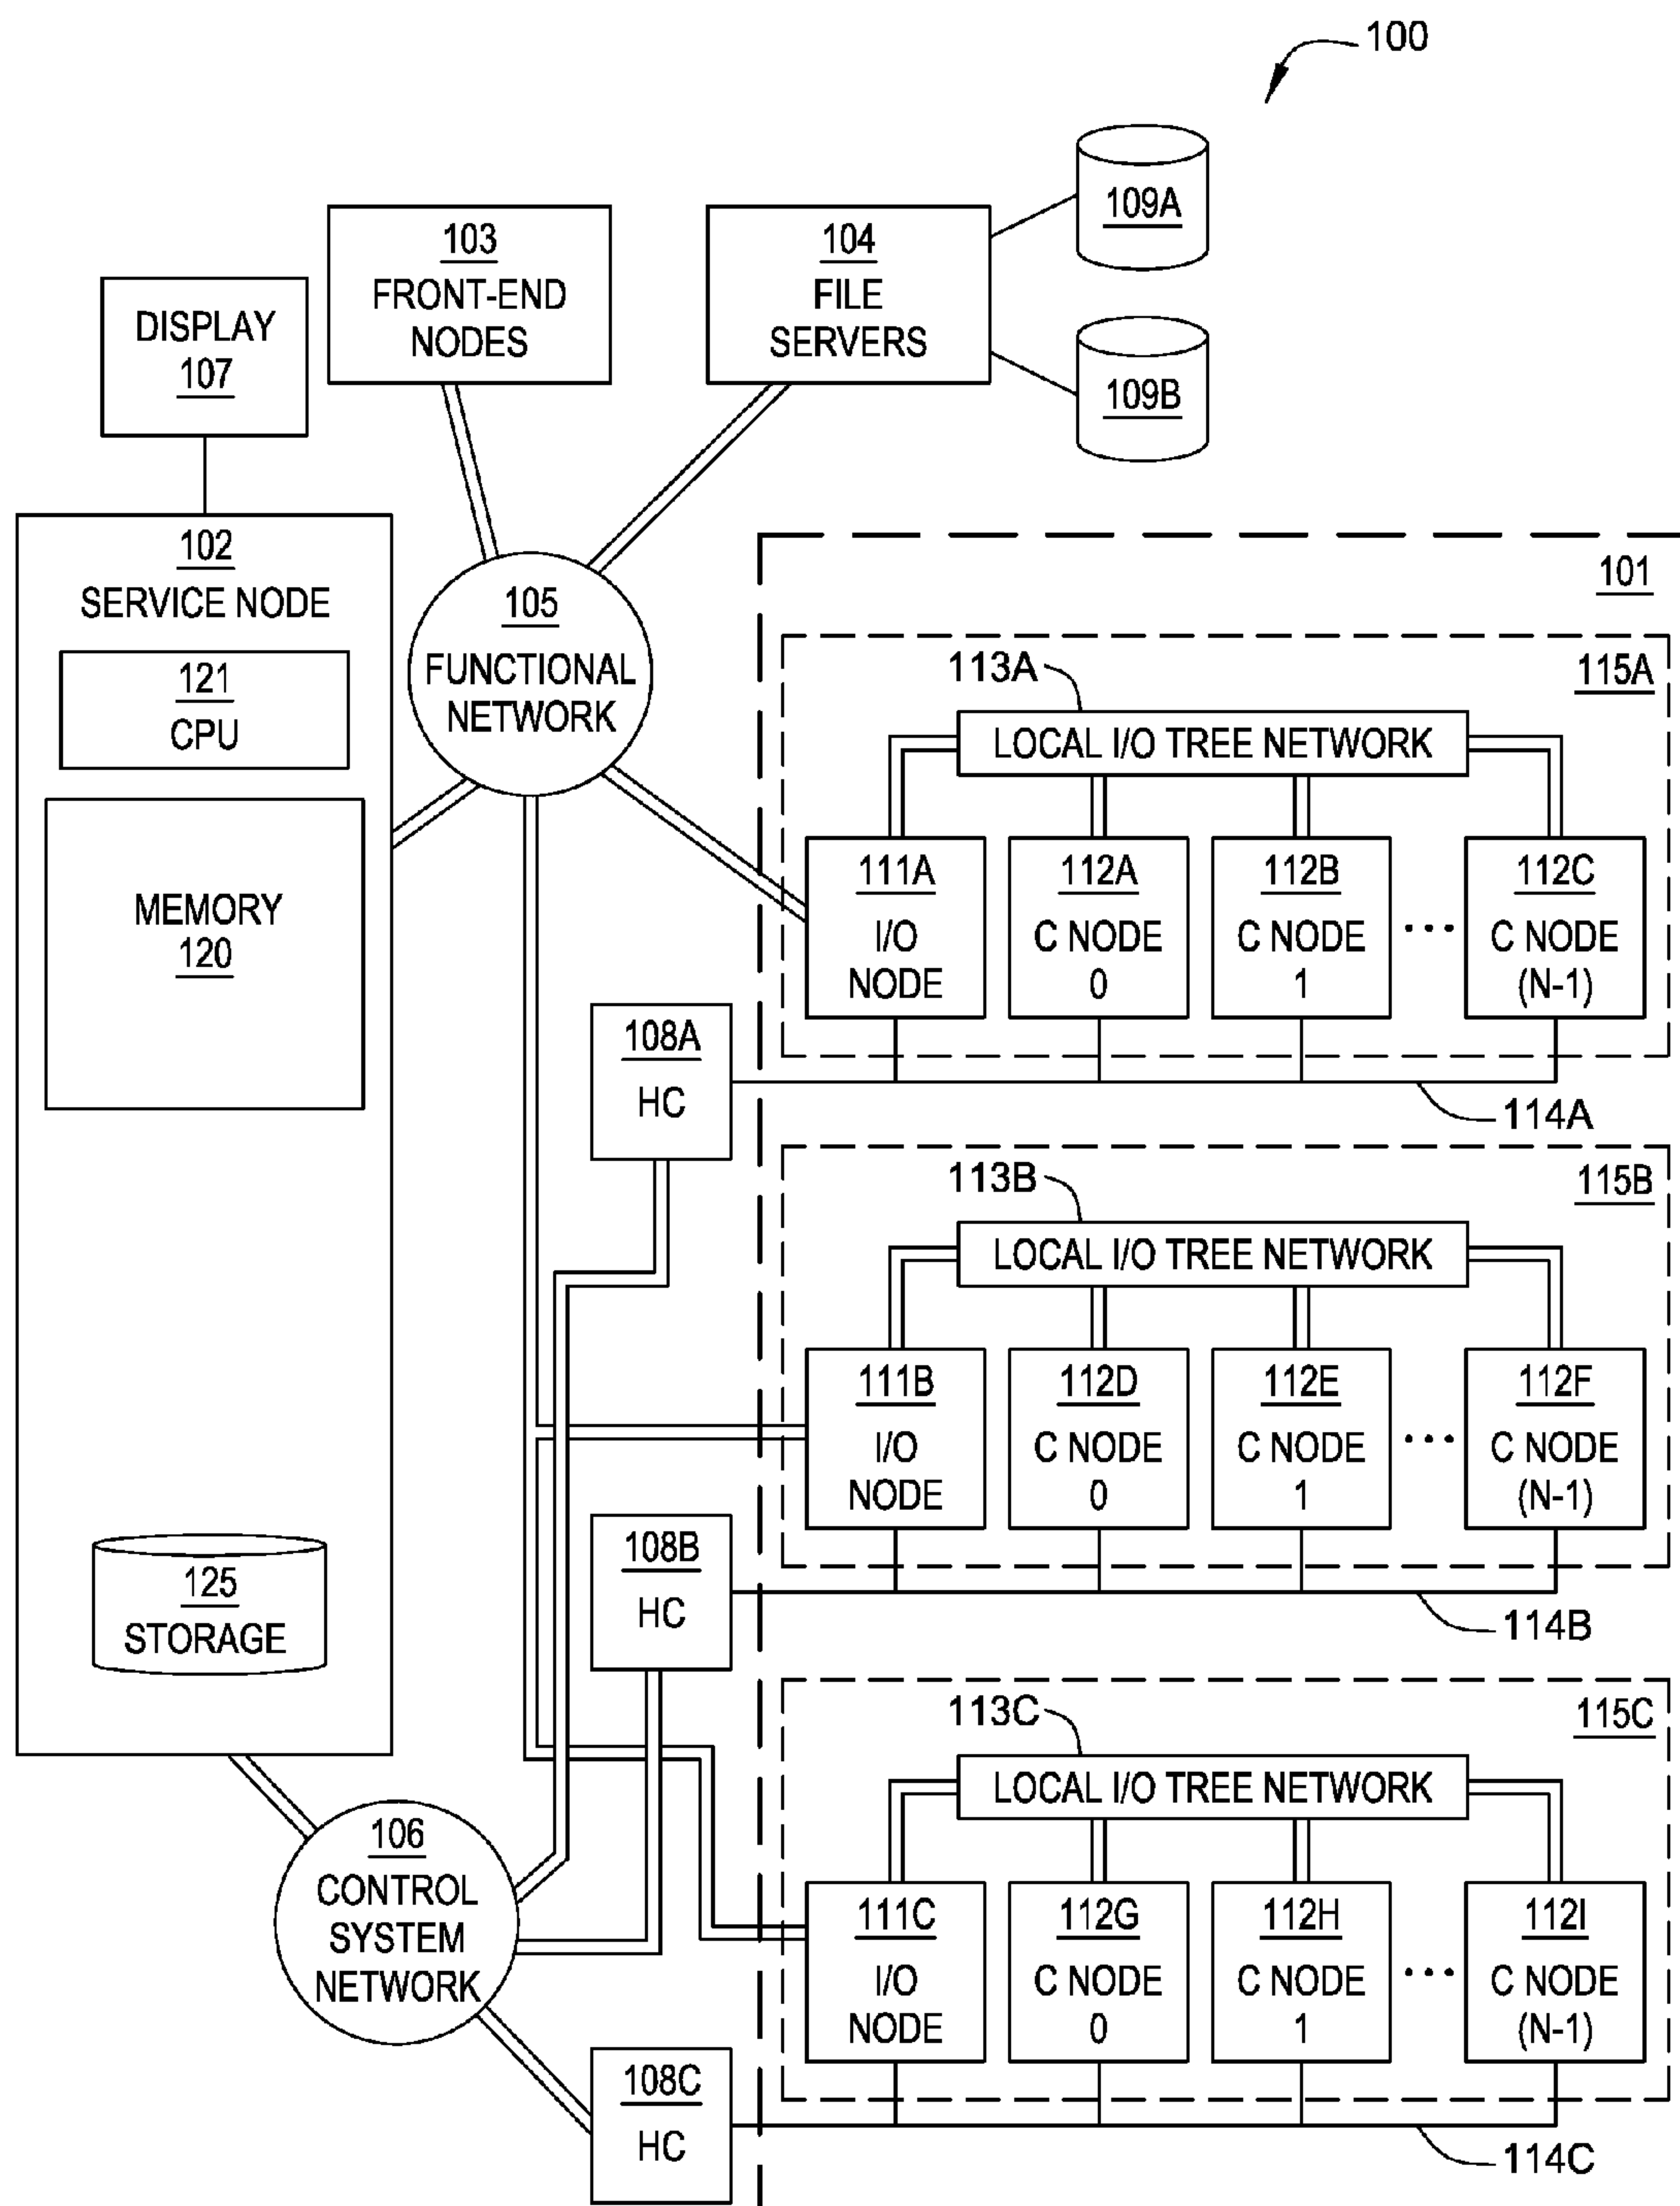 100
109A
103
FRONT-END
NODES
104
FILE
SERVERS
DISPLAY
107
109B
102
SERVICE NODE
121
CPU
MEMORY
120
125
STORAGE
105
FUNCTIONAL
NETWORK
101
113A
115A
LOCAL I/O TREE NETWORK
111A
I/O
NODE
112A
C NODE
0
112B
C NODE
1
...
112C
C NODE
(N-1)
108A
HC
114A
113B
115B
LOCAL I/O TREE NETWORK
111B
I/O
NODE
112D
C NODE
0
112E
C NODE
1
...
112F
C NODE
(N-1)
108B
HC
114B
113C
115C
LOCAL I/O TREE NETWORK
106
CONTROL
SYSTEM
NETWORK
111C
I/O
NODE
112G
C NODE
0
112H
C NODE
1
...
112I
C NODE
(N-1)
108C
HC
114C